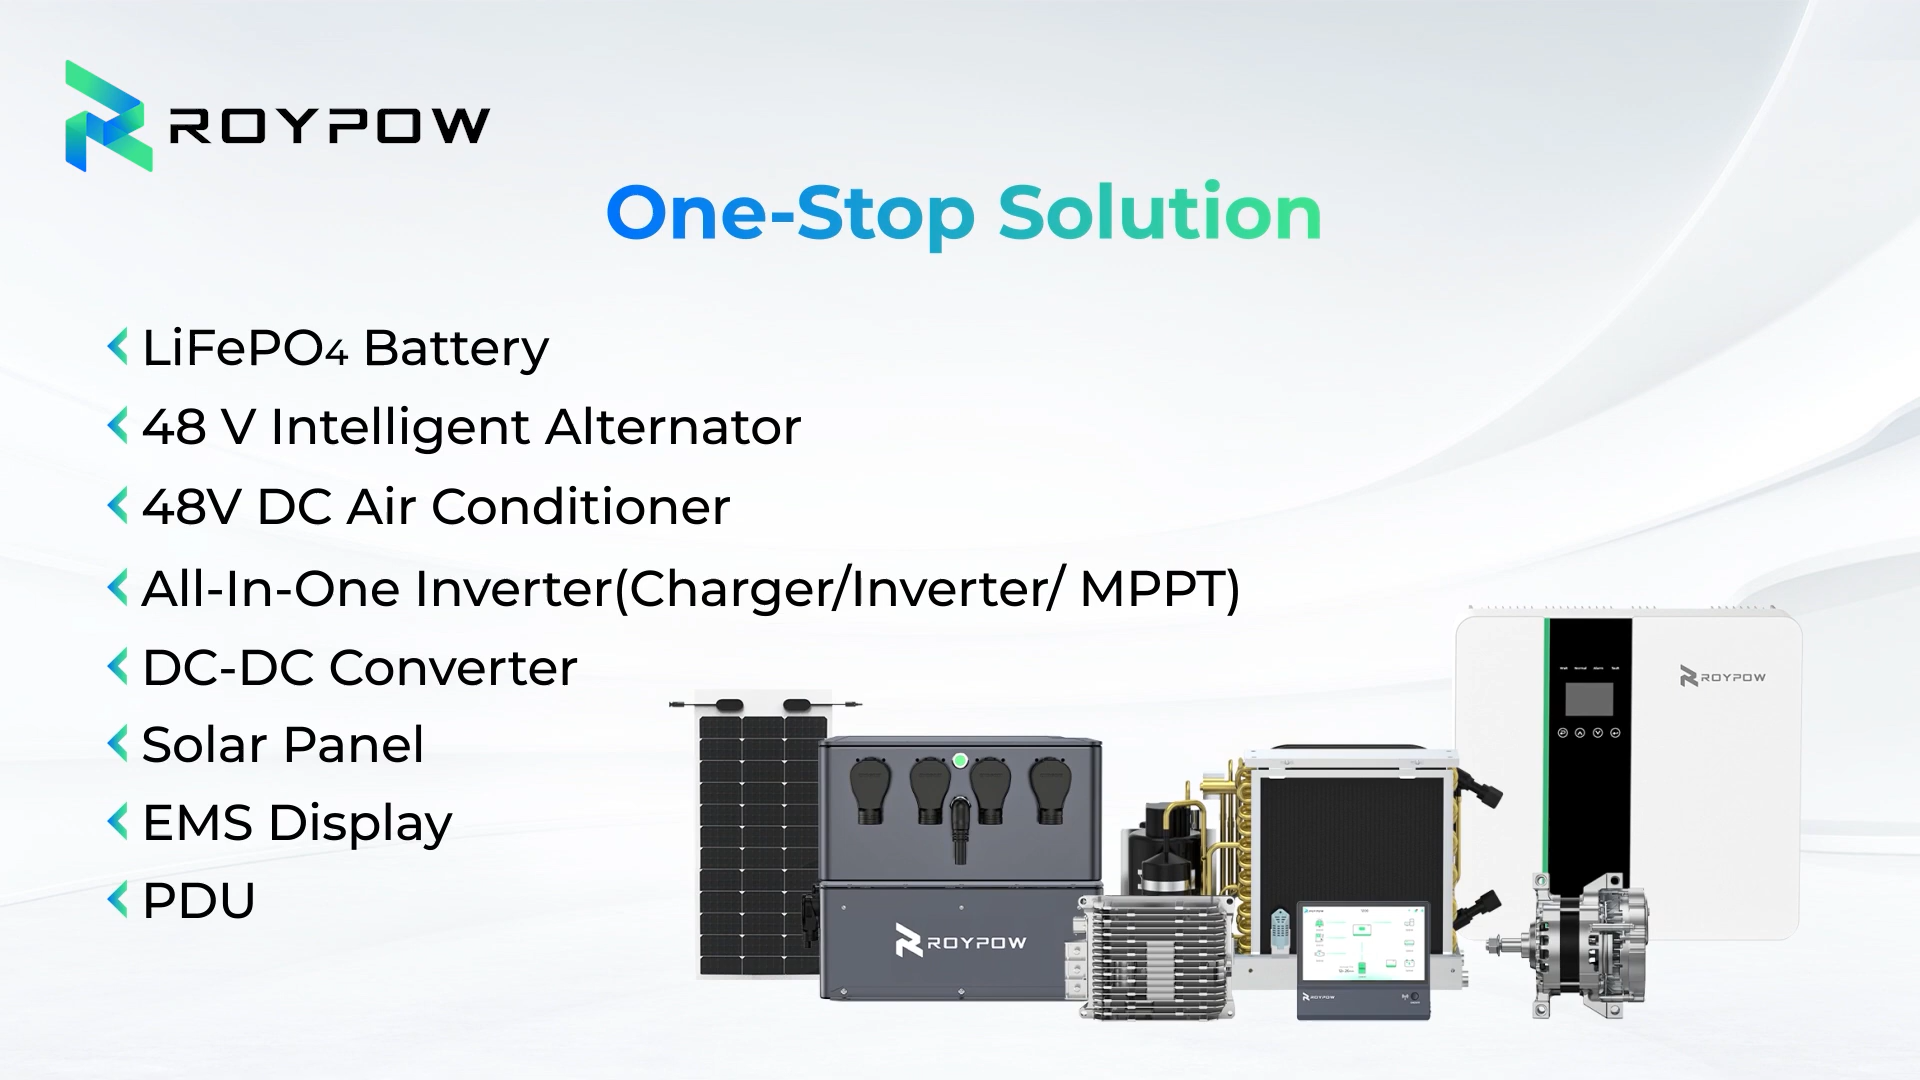 ROYPOW
One-Stop Solution
LiFePO4 Battery
48 V Intelligent Alternator
48V DC Air Conditioner
All-In-One Inverter(Charger/Inverter/ MPPT)
DC-DC Converter
Solar Panel
EMS Display
PDU
ROYPOW
ROYPOW
ROYPOW